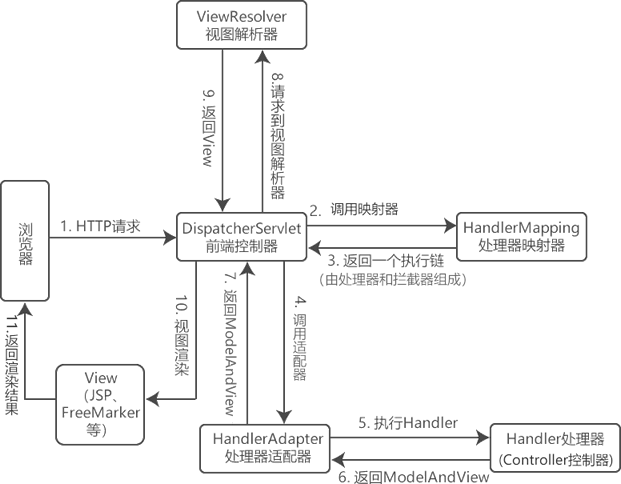 ViewResolver
视图解析器
9. 返回View
8.请求到视图解析器
浏览器
1. HTTP请求
DispatcherServlet
前端控制器
2. 调用映射器
HandlerMapping
处理器映射器
3. 返回一个执行链
（由处理器和拦截器组成）
10. 视图渲染
7. 返回ModelAndView
4. 调用适配器
11.返回渲染结果
View
（JSP、
FreeMarker
等）
HandlerAdapter
处理器适配器
5. 执行Handler
Handler处理器
(Controller控制器)
6. 返回ModelAndView